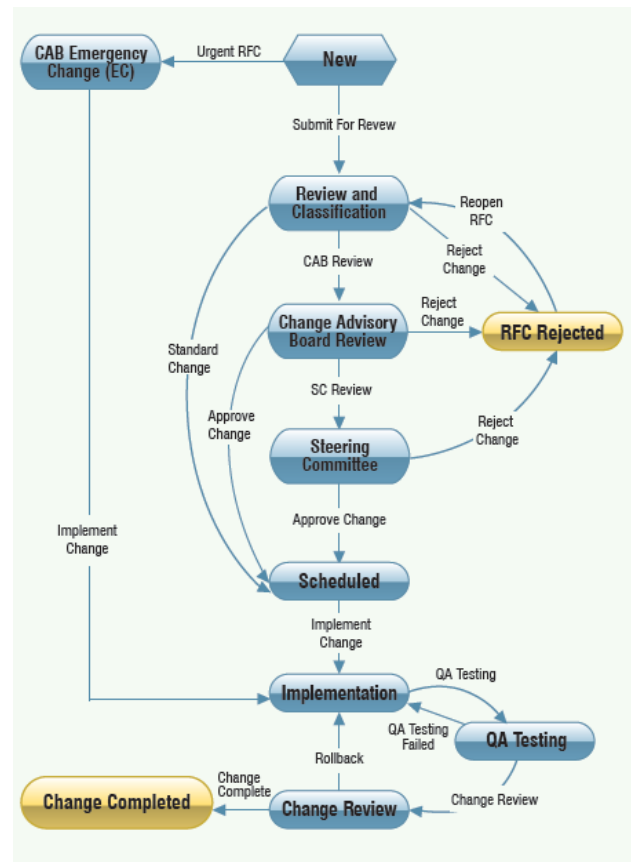 CAB Emergency
Change (EC)
Urgent RFC
New
Submit For Revew
Review and
Classification
Reopen
RFC
Reject
Change
CAB Review
Change Advisory
Board Review
Reject
Change
RFC Rejected
Standard
Change
SC Review
Approve
Change
Steering
Committee
Reject
Change
Approve Change
Implement
Change
Scheduled
Implement
Change
Implementation
QA Testing
QA Testing
Failed
QA Testing
Rollback
Change
Complete
Change Completed
Change Review
Change Review